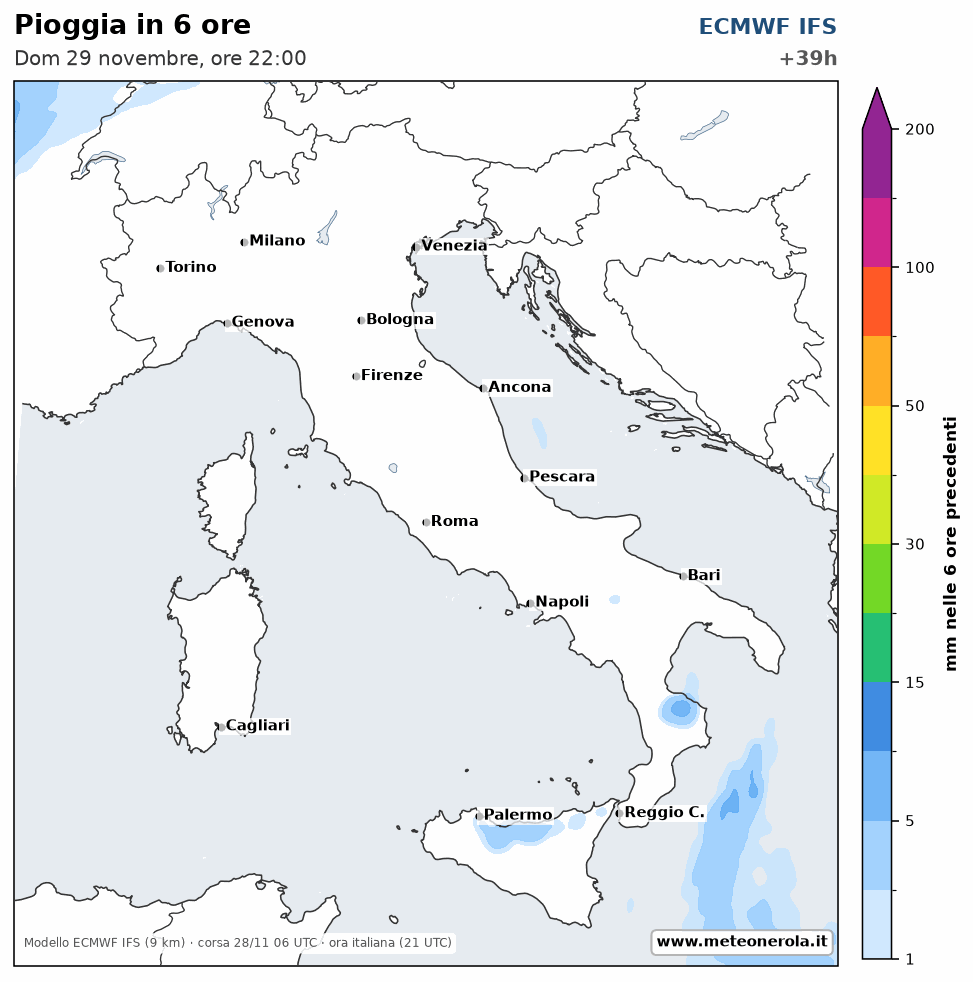 Pioggia in 6 ore
ECMWF IFS
Dom 29 novembre, ore 22:00
+39h
Milano
Venezia
Torino
Genova
Bologna
Firenze
Ancona
Pescara
Roma
Bari
Napoli
Cagliari
Palermo
Reggio C.
200
100
50
30
15
5
1
mm nelle 6 ore precedenti
Modello ECMWF IFS (9 km) · corsa 28/11 06 UTC · ora italiana (21 UTC)
www.meteonerola.it